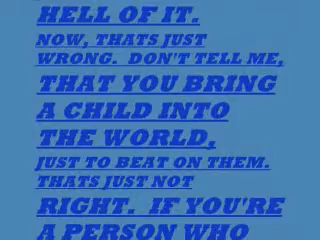 HELL OF IT.
NOW, THATS JUST
WRONG. DON'T TELL ME,
THAT YOU BRING
A CHILD INTO
THE WORLD,
JUST TO BEAT ON THEM.
THATS JUST NOT
RIGHT. IF YOU'RE
A PERSON WHO